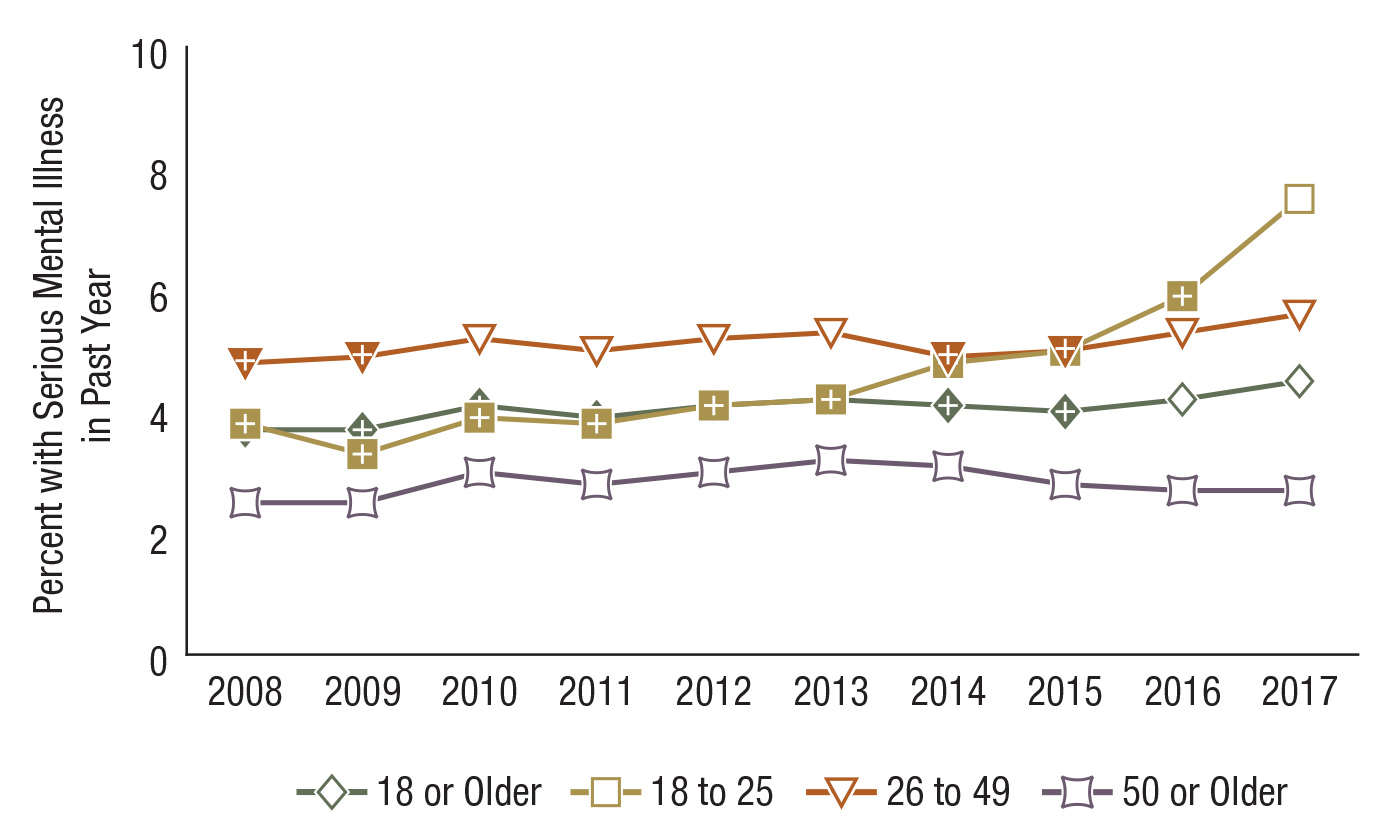 Percent with Serious Mental Illness
in Past Year
10
8
6
4
2
0
2008 2009 2010 2011 2012 2013 2014 2015 2016 2017
18 or Older 18 to 25 26 to 49 50 or Older